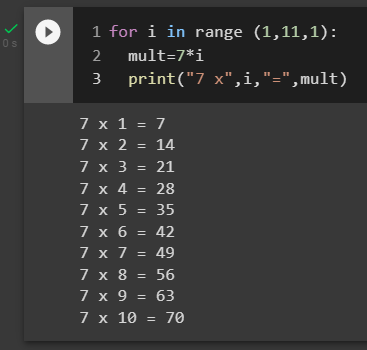 0s
1 for i in range (1,11,1):
2   mult=7*i
3   print("7 x",i,"=",mult)
7 x 1 = 7
7 x 2 = 14
7 x 3 = 21
7 x 4 = 28
7 x 5 = 35
7 x 6 = 42
7 x 7 = 49
7 x 8 = 56
7 x 9 = 63
7 x 10 = 70